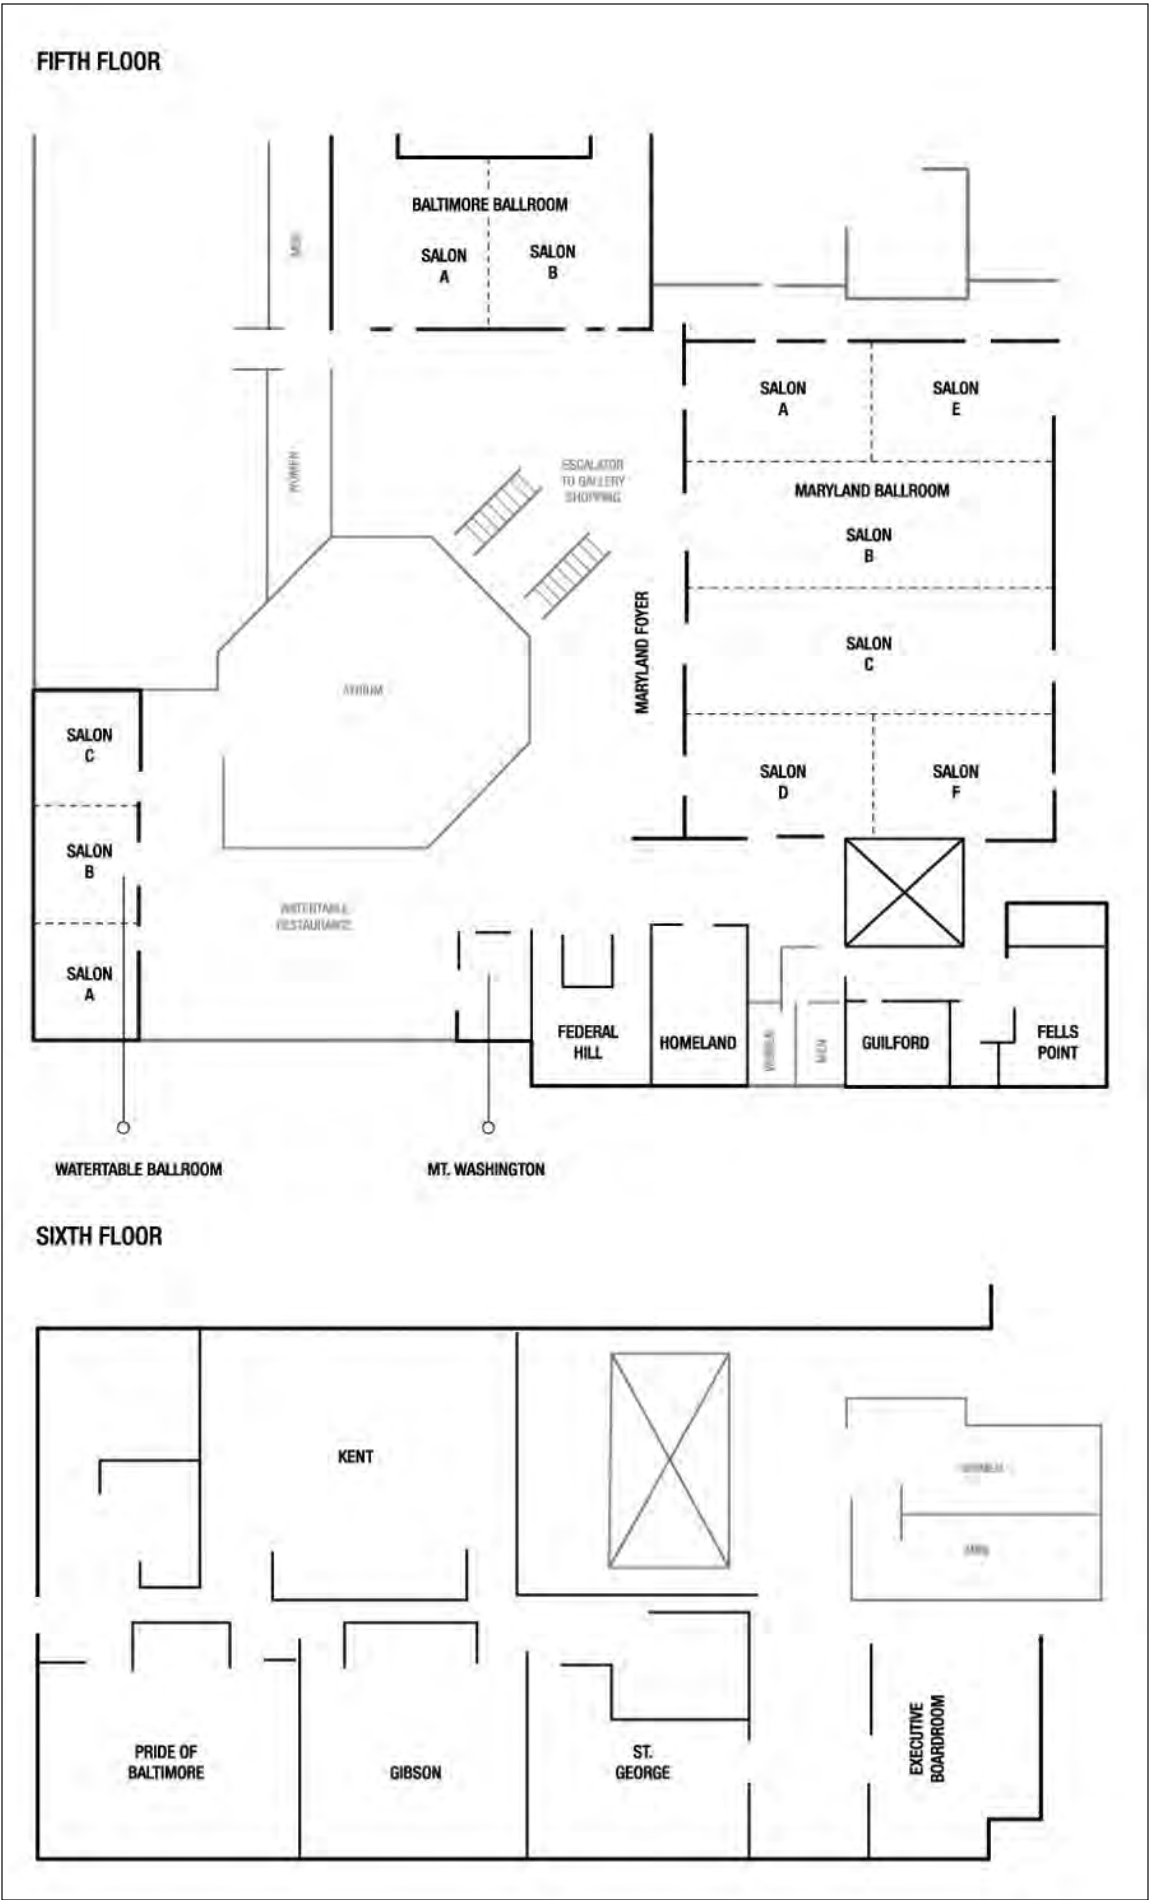 FIFTH FLOOR
MEN
BALTIMORE BALLROOM
SALON
A
SALON
B
WOMEN
ESCALATOR
TO GALLERY
SHOPPING
SALON
A
SALON
E
MARYLAND BALLROOM
SALON
B
MARYLAND FOYER
SALON
C
ATRIUM
SALON
C
SALON
D
SALON
F
SALON
B
WATERTABLE
RESTAURANCE
SALON
A
FEDERAL
HILL
HOMELAND
WOMEN
MEN
GUILFORD
FELLS
POINT
WATERTABLE BALLROOM
MT. WASHINGTON
SIXTH FLOOR
KENT
WOMEN
MEN
PRIDE OF
BALTIMORE
GIBSON
ST.
GEORGE
EXECUTIVE
BOARDROOM